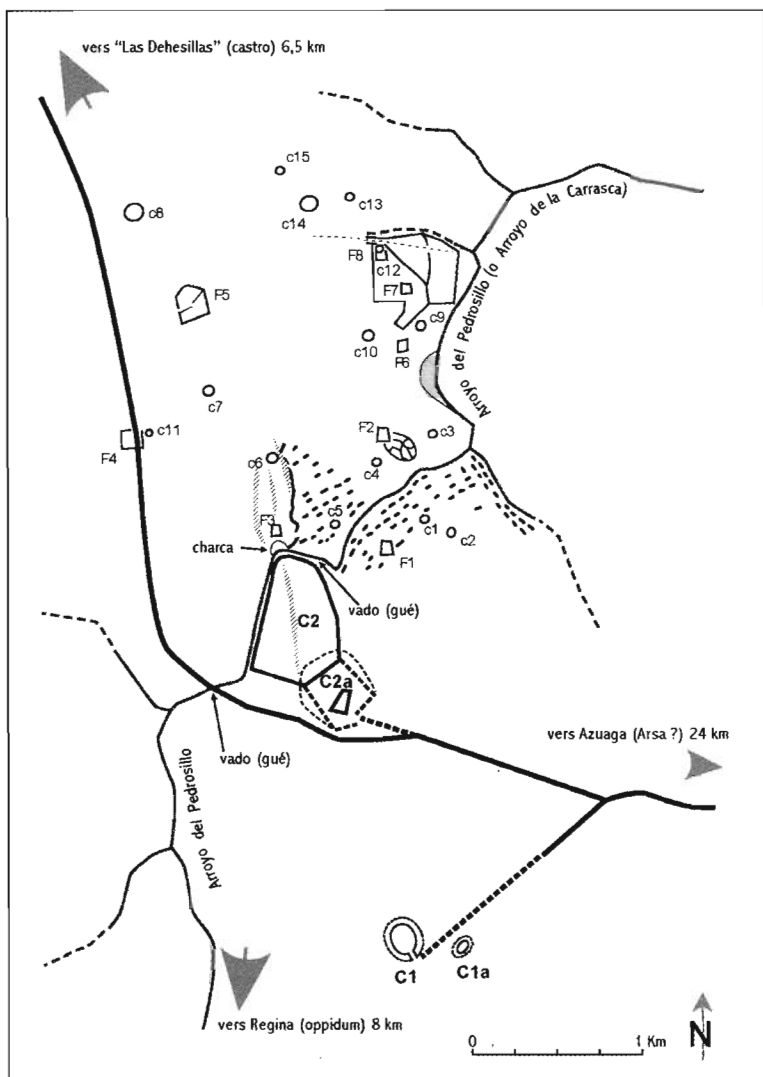 vers "Las Dehesillas" (castro) 6,5 km
c15
c13
c14
c8
Arroyo del Pedrosillo (o Arroyo de la Carrasca)
F8
c12
F7
F5
c9
c10
F6
c7
F2
c3
c11
F4
c6
c4
c5
c1
c2
F3
F1
charca
vado (gué)
C2
C2a
vers Azuaga (Arsa ?) 24 km
vado (gué)
Arroyo del Pedrosillo
C1
C1a
vers Regina (oppidum) 8 km
N
0 1 Km